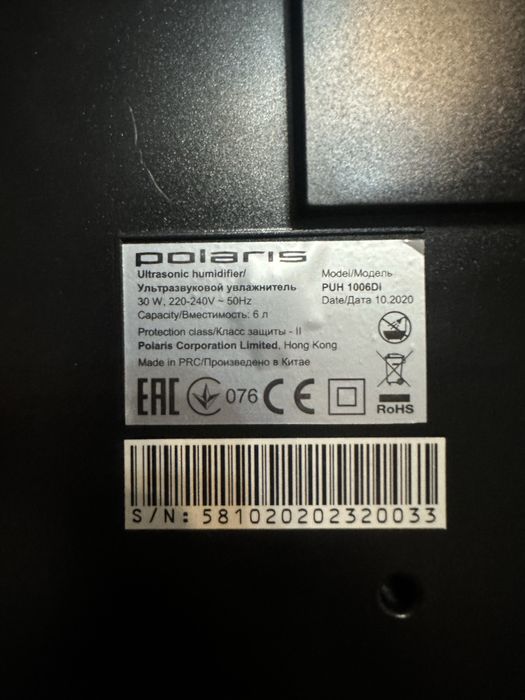 polaris
Ultrasonic humidifier/
Ультразвуковой увлажнитель
30 W, 220-240V ~ 50Hz
Capacity/Вместимость: 6 л
Protection class/Класс защиты - II
Polaris Corporation Limited, Hong Kong
Made in PRC/Произведено в Китае
Model/Модель
PUH 1006Di
Date/Дата 10.2020
EAC 076 CE
RoHS
S/N: 581020202320033